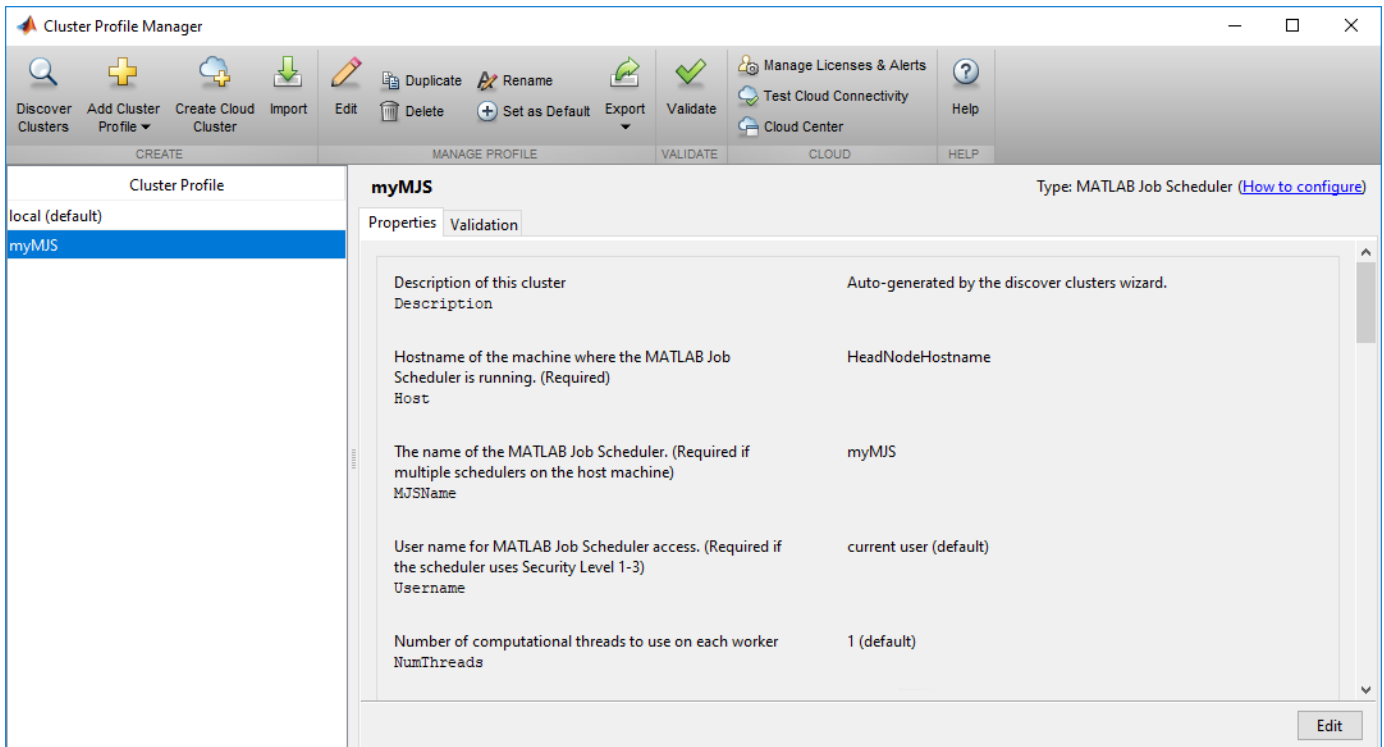 Cluster Profile Manager
Discover Clusters
Add Cluster Profile
Create Cloud Cluster
Import
CREATE
Edit
Duplicate
Delete
Rename
Set as Default
Export
MANAGE PROFILE
Validate
VALIDATE
Manage Licenses & Alerts
Test Cloud Connectivity
Cloud Center
CLOUD
Help
HELP
Cluster Profile
local (default)
myMJS
myMJS
Type: MATLAB Job Scheduler (How to configure)
Properties
Validation
Description of this cluster
Description
Auto-generated by the discover clusters wizard.
Hostname of the machine where the MATLAB Job
Scheduler is running. (Required)
Host
HeadNodeHostname
The name of the MATLAB Job Scheduler. (Required if
multiple schedulers on the host machine)
MJSName
myMJS
User name for MATLAB Job Scheduler access. (Required if
the scheduler uses Security Level 1-3)
Username
current user (default)
Number of computational threads to use on each worker
NumThreads
1 (default)
Edit